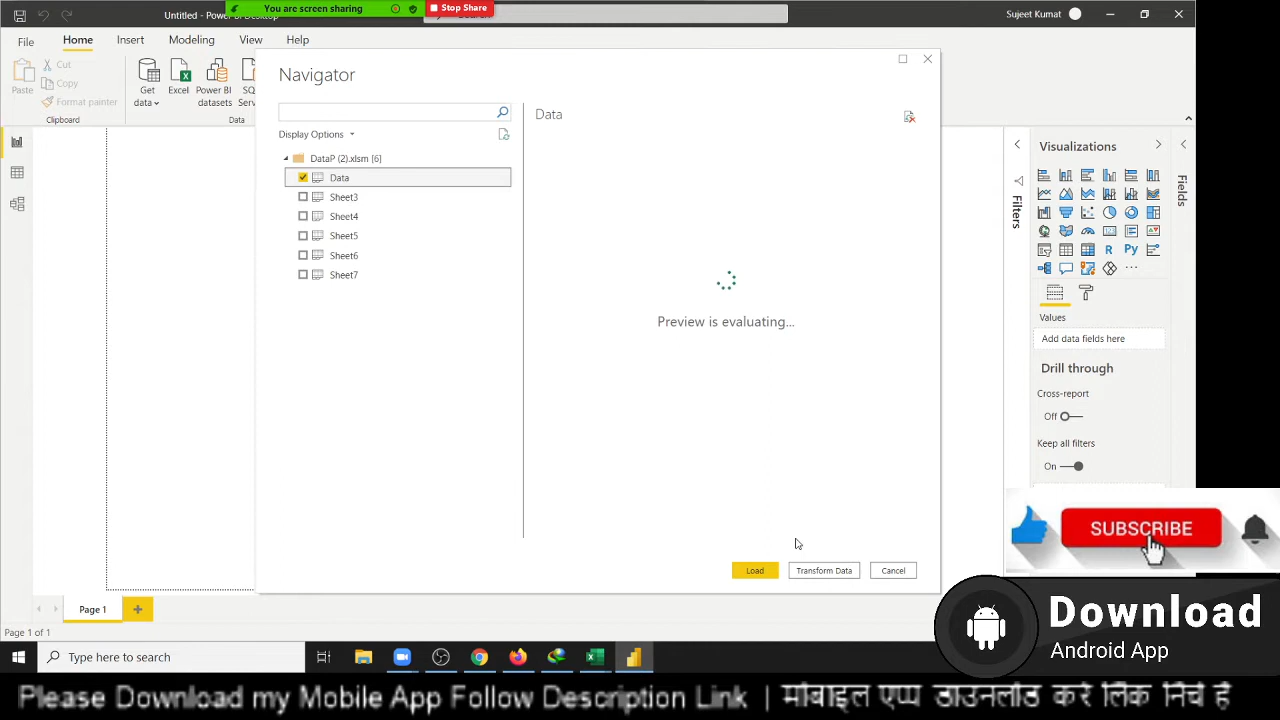 Untitled - Power BI Desktop
You are screen sharing
Stop Share
Sujeet Kumat
File
Home
Insert
Modeling
View
Help
Paste
Cut
Copy
Format painter
Clipboard
Get data
Excel
Power BI datasets
Data
Navigator
Display Options
DataP (2).xlsm [6]
Data
Sheet3
Sheet4
Sheet5
Sheet6
Sheet7
Data
Preview is evaluating...
Load
Transform Data
Cancel
Filters
Visualizations
R
Py
Values
Add data fields here
Drill through
Cross-report
Off
Keep all filters
On
Fields
SUBSCRIBE
Download
Android App
Page 1
Page 1 of 1
Type here to search
Please Download my Mobile App Follow Description Link | मोबाइल एप्प डाउनलोड करे लिंक निचे है